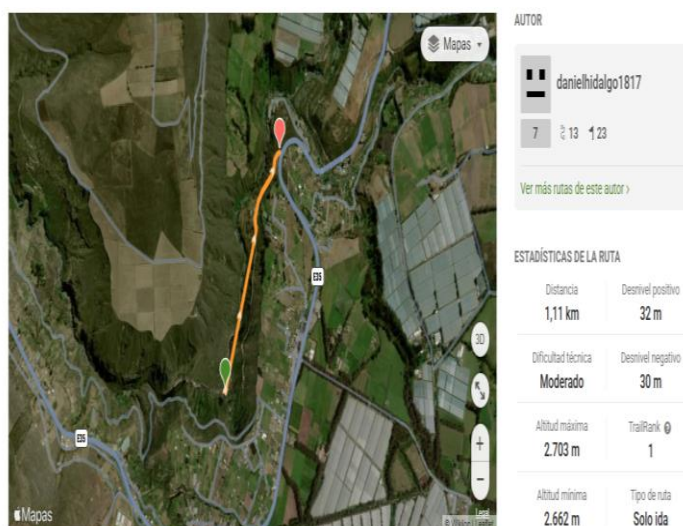 AUTOR
Mapas
danielhidalgo1817
7 13 23
Ver más rutas de este autor ›
ESTADÍSTICAS DE LA RUTA
E35
Distancia
Desnivel positivo
1,11 km
32 m
3D
Dificultad técnica
Desnivel negativo
Moderado
30 m
Altitud máxima
TrailRank
2.703 m
1
E35
+
−
Altitud mínima
Tipo de ruta
2.662 m
Solo ida
Mapas
Legal